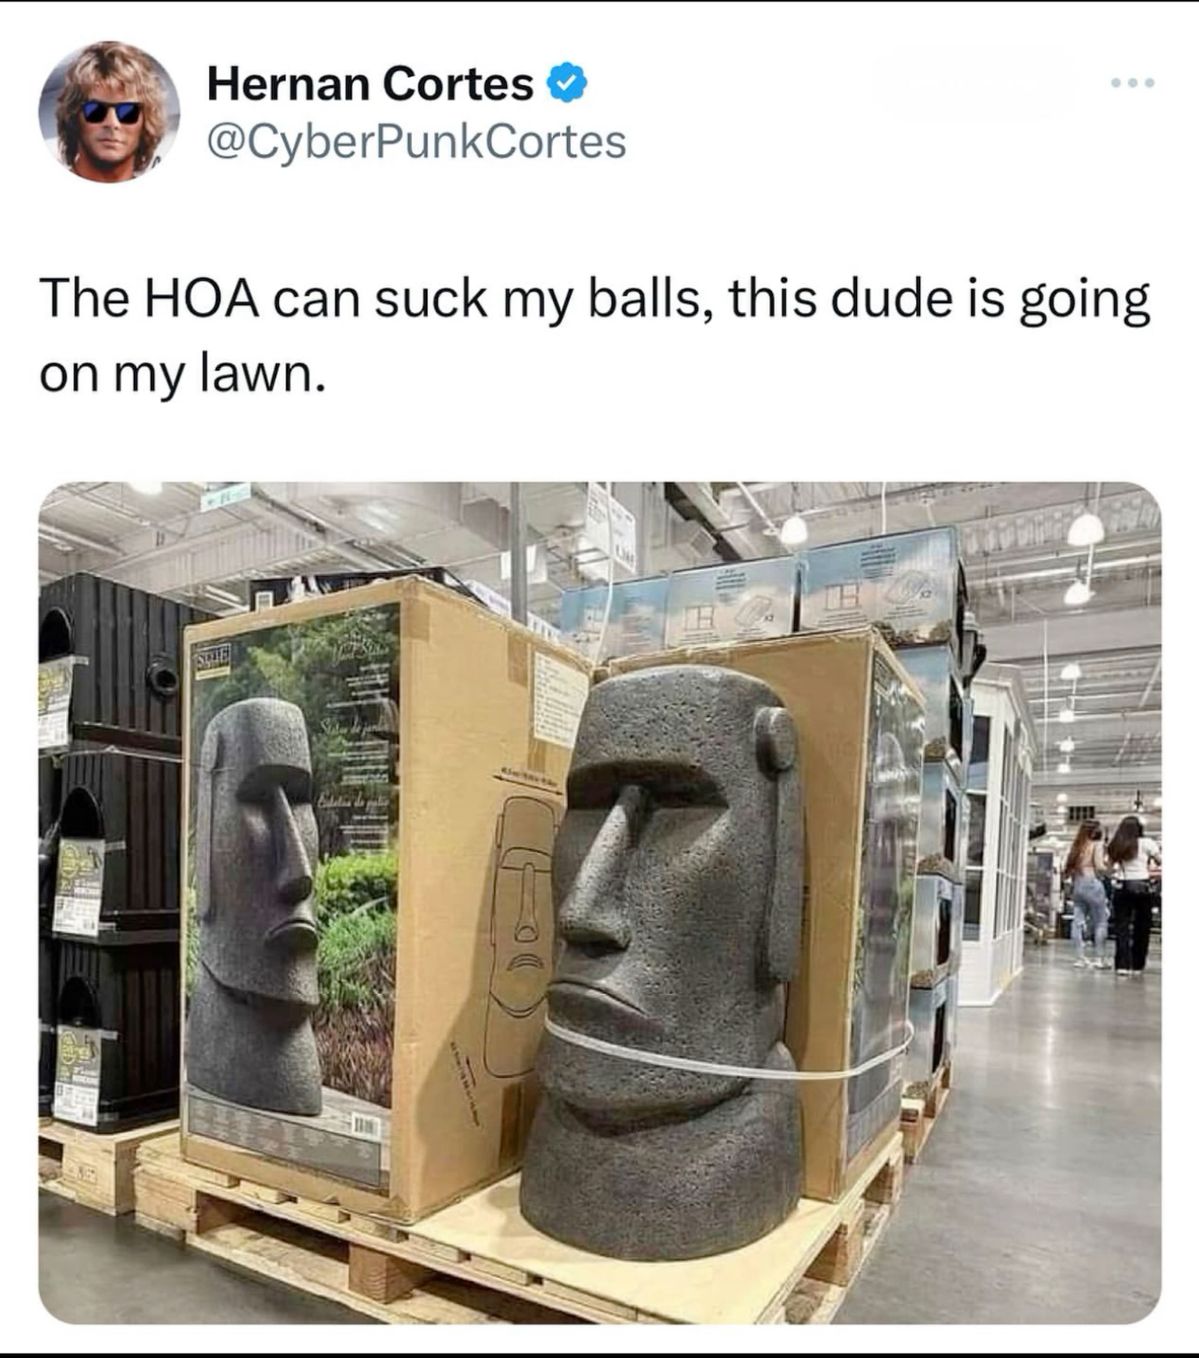 Hernan Cortes
@CyberPunkCortes
The HOA can suck my balls, this dude is going
on my lawn.